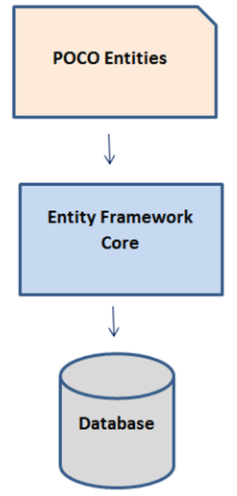 POCO Entities
Entity Framework
Core
Database